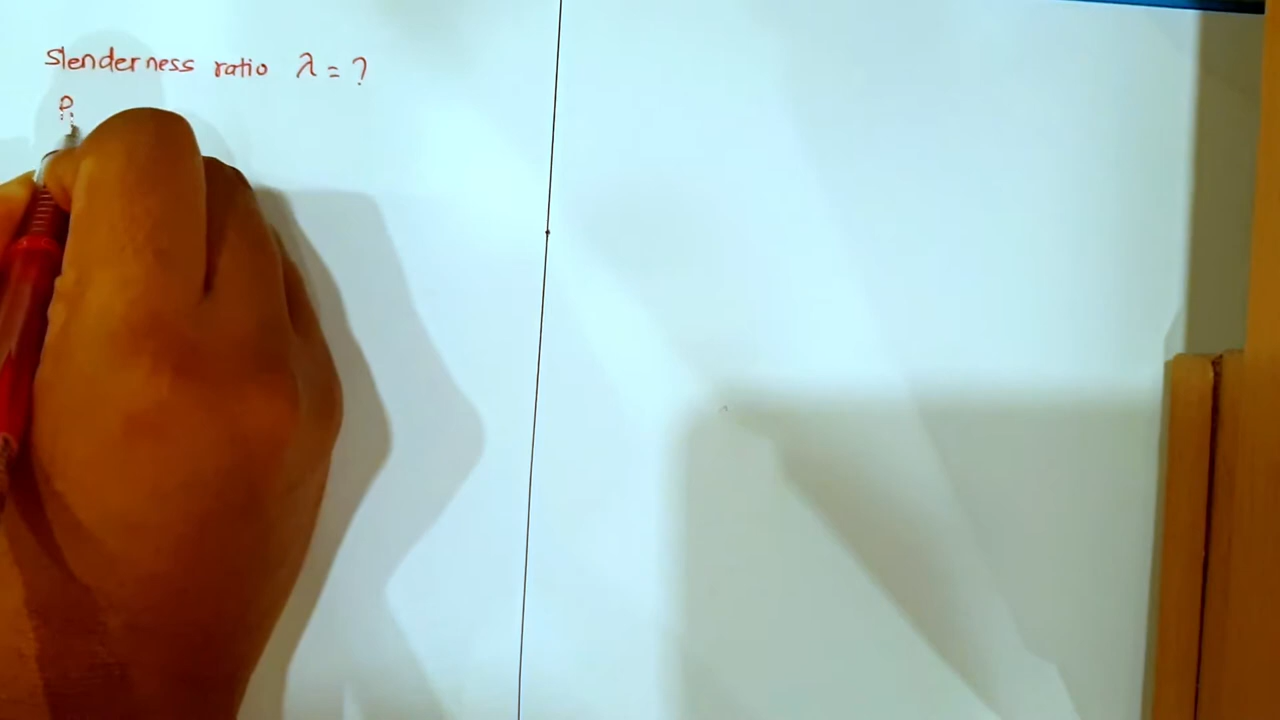 Slenderness ratio λ = ?
P